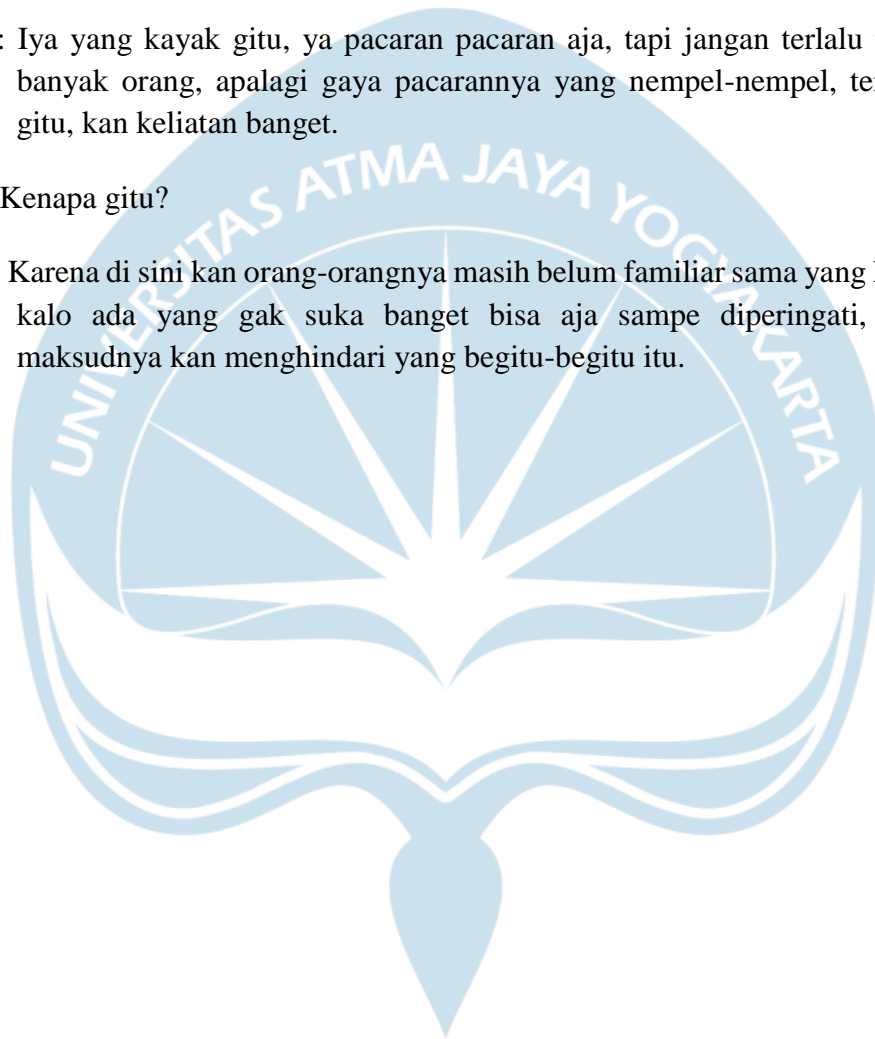 : Iya yang kayak gitu, ya pacaran pacaran aja, tapi jangan terlalu
banyak orang, apalagi gaya pacarannya yang nempel-nempel,
gitu, kan keliatan banget.
Kenapa gitu?
Karena di sini kan orang-orangnya masih belum familiar sama yang
kalo ada yang gak suka banget bisa aja sampe diperingati,
maksudnya kan menghindari yang begitu-begitu itu.
UNIVERSITAS ATMA JAYA YOGYAKARTA